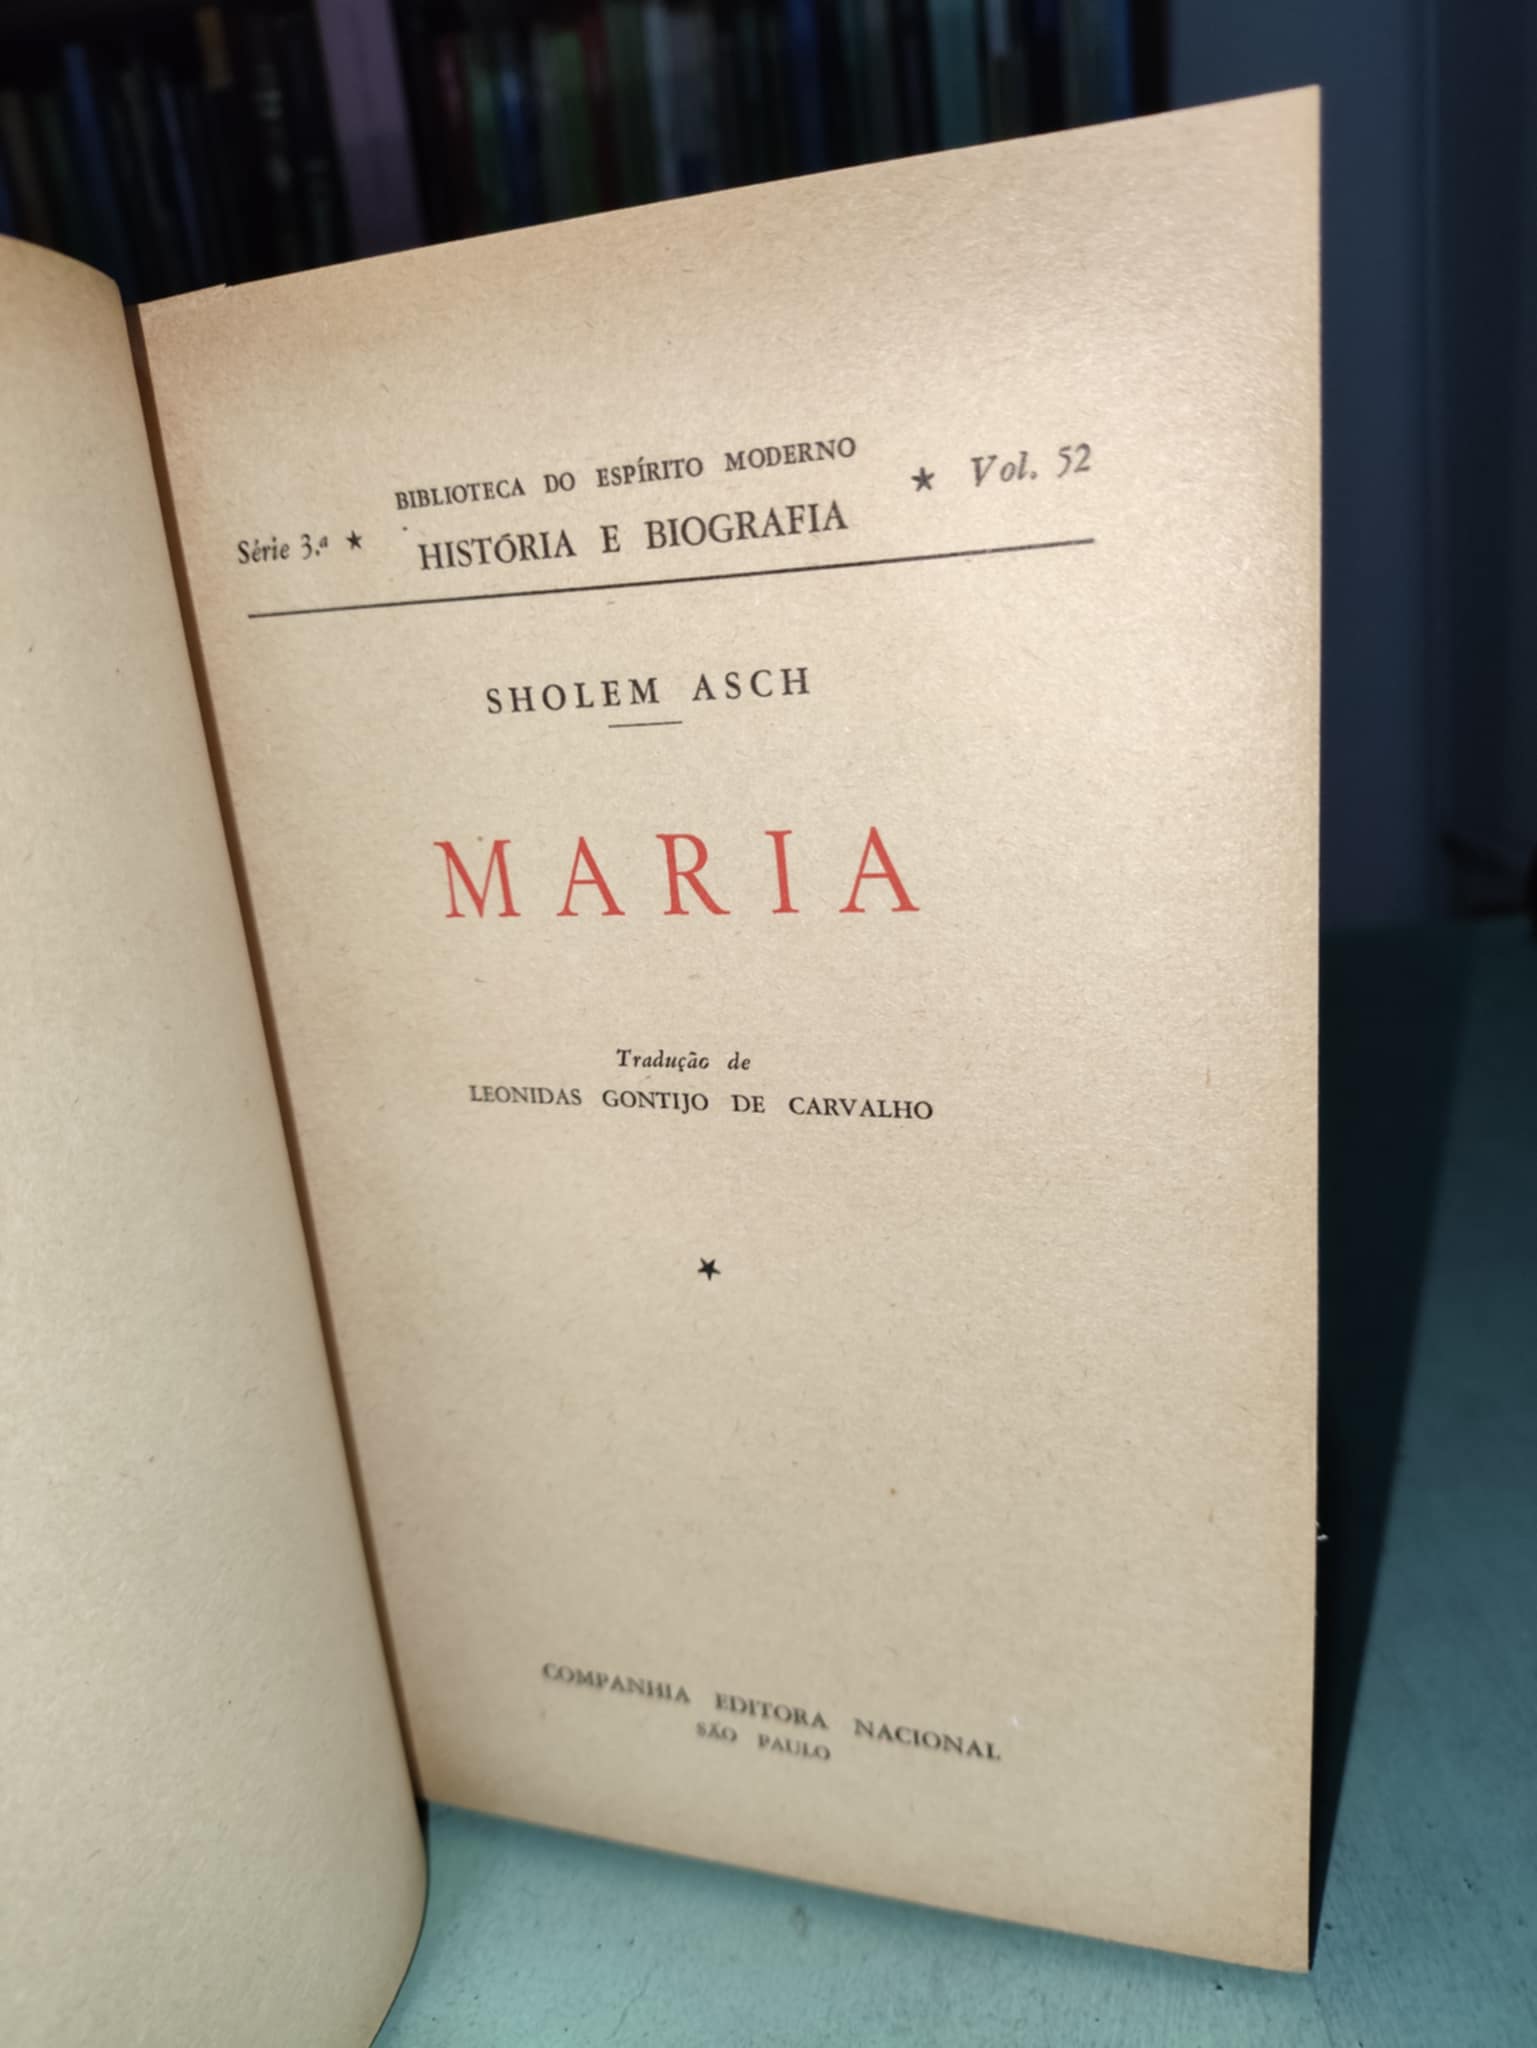 BIBLIOTECA DO ESPÍRITO MODERNO
Série 3.ª ★ HISTÓRIA E BIOGRAFIA ★ Vol. 52
SHOLEM ASCH
MARIA
Tradução de
LEONIDAS GONTIJO DE CARVALHO
★
COMPANHIA EDITORA NACIONAL
SÃO PAULO